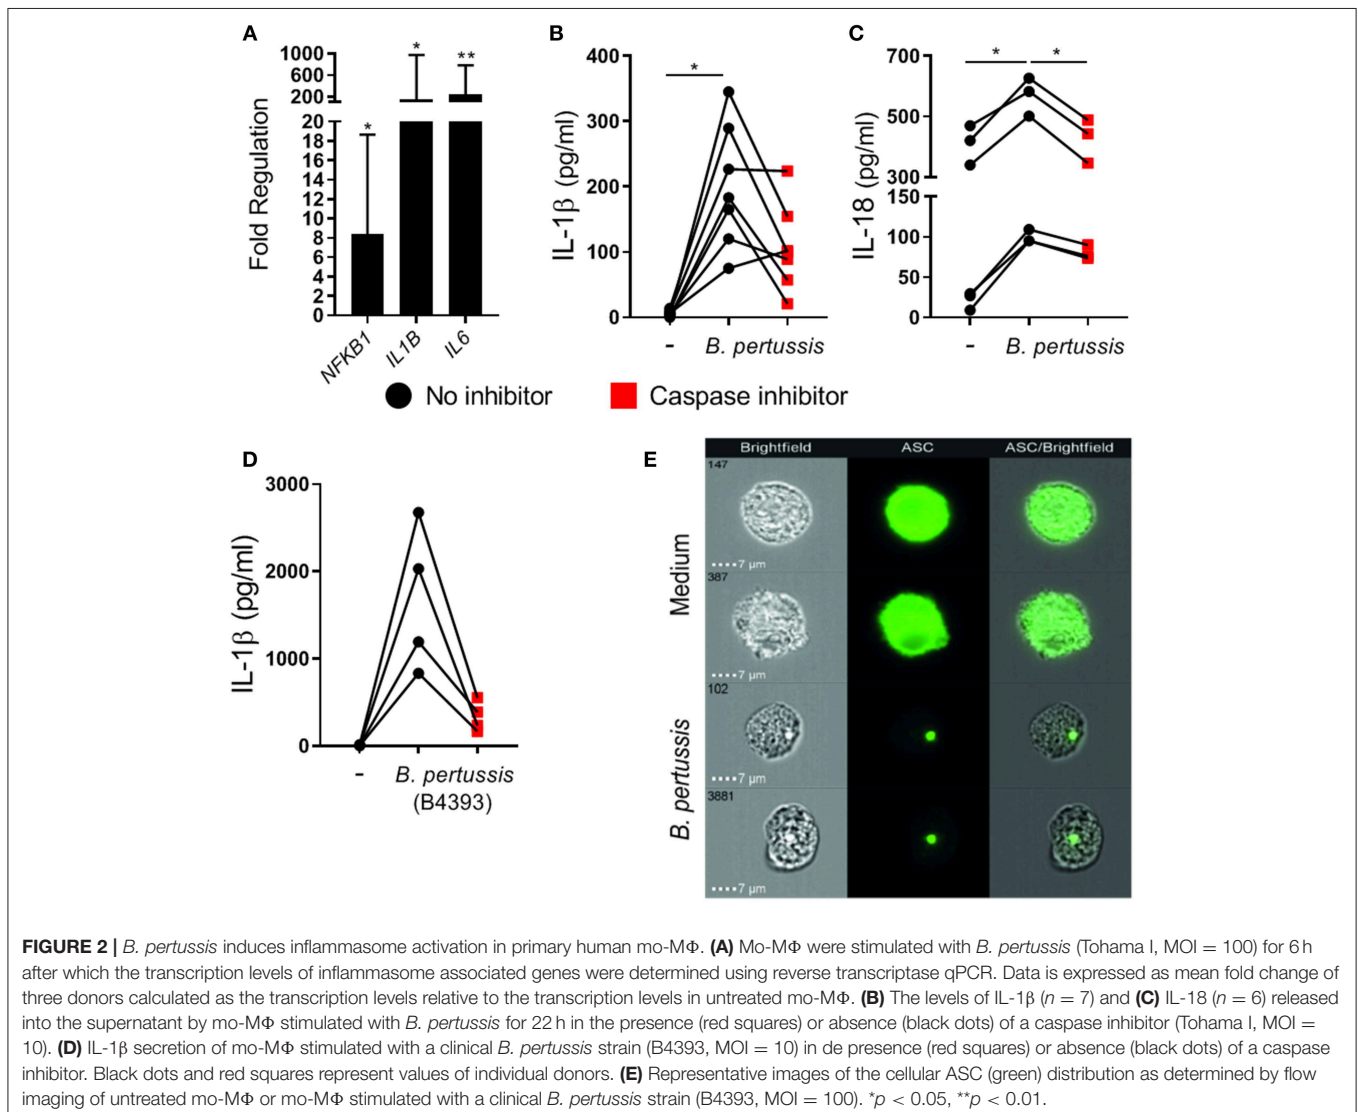 A
1000
600
200
20
18
16
14
12
10
8
6
4
2
0
Fold Regulation
*
*
**
NFKB1
IL1B
IL6
B
400
300
200
100
0
IL-1β (pg/ml)
*
-
B. pertussis
C
700
500
300
150
100
50
0
IL-18 (pg/ml)
*
*
-
B. pertussis
No inhibitor
Caspase inhibitor
D
3000
2000
1000
0
IL-1β (pg/ml)
-
B. pertussis
(B4393)
E
Brightfield
ASC
ASC/Brightfield
Medium
147
7 µm
387
7 µm
B. pertussis
102
7 µm
3881
7 µm
FIGURE 2 | B. pertussis induces inflammasome activation in primary human mo-MΦ. (A) Mo-MΦ were stimulated with B. pertussis (Tohama I, MOI = 100) for 6 h
after which the transcription levels of inflammasome associated genes were determined using reverse transcriptase qPCR. Data is expressed as mean fold change of
three donors calculated as the transcription levels relative to the transcription levels in untreated mo-MΦ. (B) The levels of IL-1β (n = 7) and (C) IL-18 (n = 6) released
into the supernatant by mo-MΦ stimulated with B. pertussis for 22 h in the presence (red squares) or absence (black dots) of a caspase inhibitor (Tohama I, MOI =
10). (D) IL-1β secretion of mo-MΦ stimulated with a clinical B. pertussis strain (B4393, MOI = 10) in de presence (red squares) or absence (black dots) of a caspase
inhibitor. Black dots and red squares represent values of individual donors. (E) Representative images of the cellular ASC (green) distribution as determined by flow
imaging of untreated mo-MΦ or mo-MΦ stimulated with a clinical B. pertussis strain (B4393, MOI = 100). *p < 0.05, **p < 0.01.